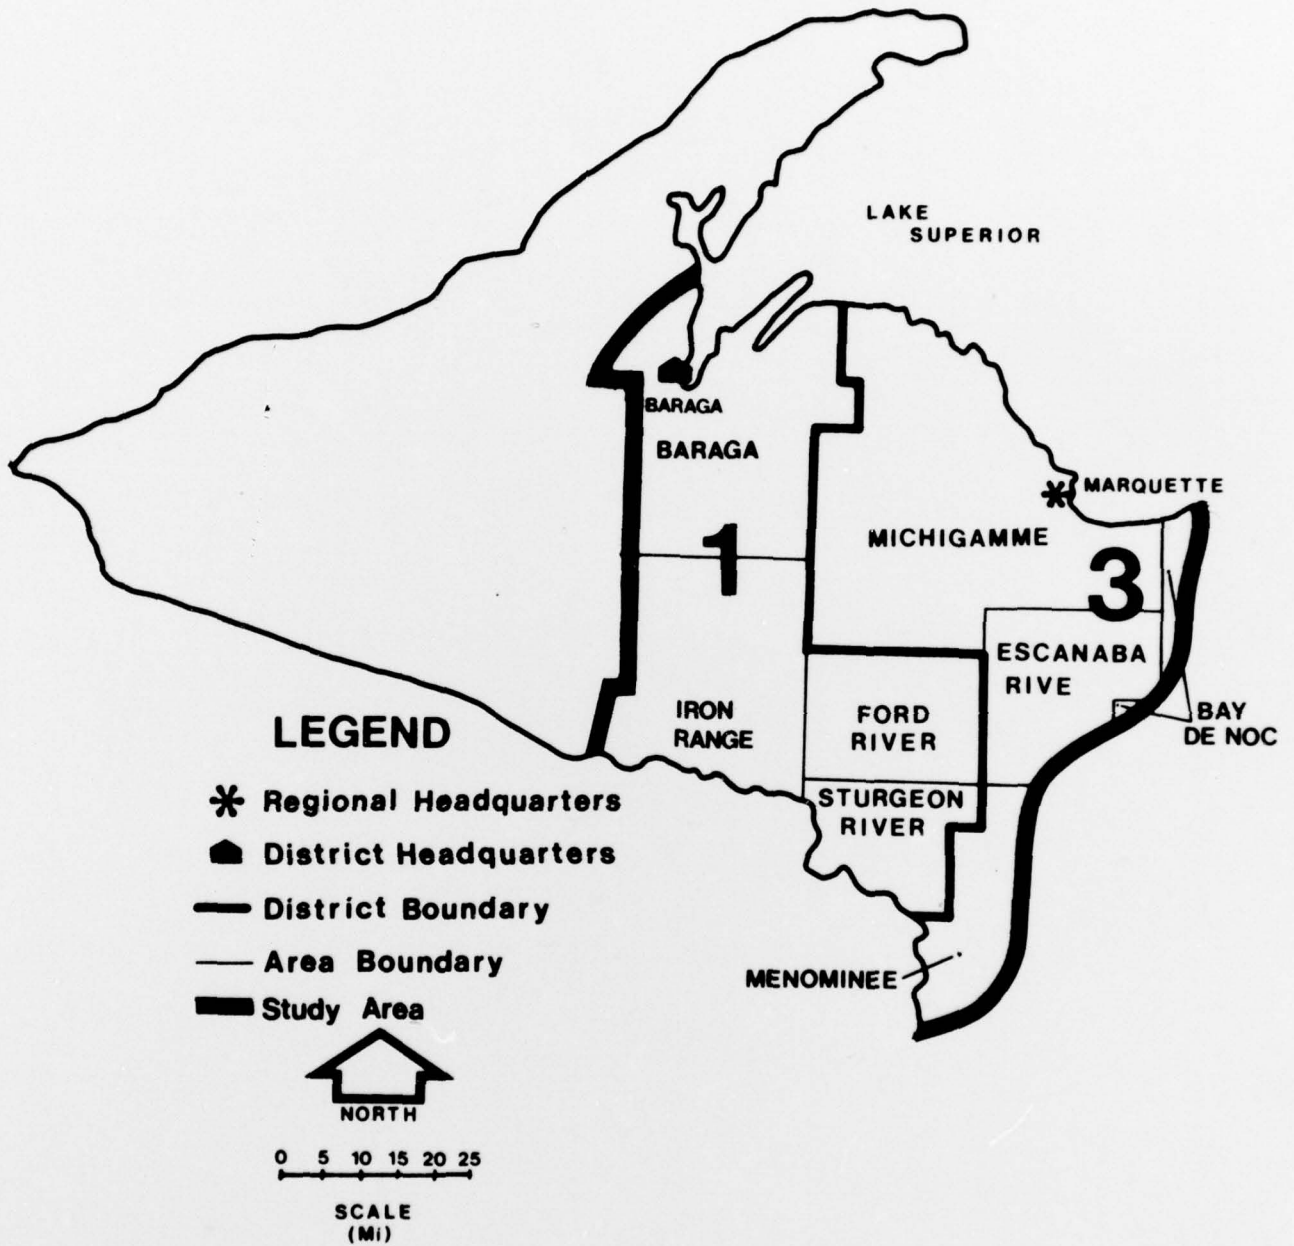 LAKE
SUPERIOR
BARAGA
BARAGA
MARQUETTE
MICHIGAMME
1
3
ESCANABA
RIVE
IRON
RANGE
FORD
RIVER
BAY
DE NOC
STURGEON
RIVER
MENOMINEE
LEGEND
Regional Headquarters
District Headquarters
District Boundary
Area Boundary
Study Area
NORTH
0 5 10 15 20 25
SCALE
(Mi)